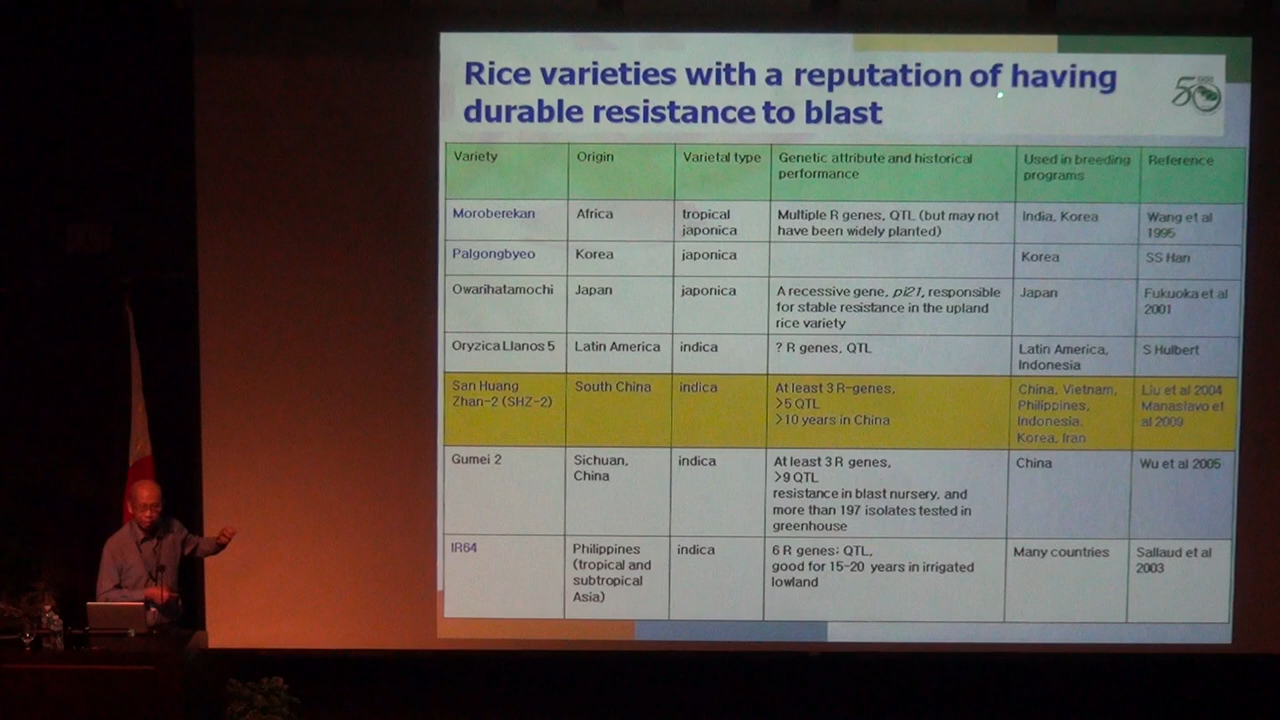 Rice varieties with a reputation of having
durable resistance to blast
50
Variety
Origin
Varietal type
Genetic attribute and historical
performance
Used in breeding
programs
Reference
Moroberekan
Africa
tropical
japonica
Multiple R genes, QTL (but may not
have been widely planted)
India, Korea
Wang et al
1995
Palgongbyeo
Korea
japonica
Korea
SS Han
Owarihatamochi
Japan
japonica
A recessive gene, pi21, responsible
for stable resistance in the upland
rice variety
Japan
Fukuoka et al
2001
Oryzica Llanos 5
Latin America
indica
? R genes, QTL
Latin America,
Indonesia
S Hulbert
San Huang
Zhan-2 (SHZ-2)
South China
indica
At least 3 R-genes,
>5 QTL
>10 years in China
China, Vietnam,
Philippines,
Indonesia,
Korea, Iran
Liu et al 2004
Manaslavo et
al 2009
Gumei 2
Sichuan,
China
indica
At least 3 R genes,
>9 QTL
resistance in blast nursery, and
more than 197 isolates tested in
greenhouse
China
Wu et al 2005
IR64
Philippines
(tropical and
subtropical
Asia)
indica
6 R genes; QTL,
good for 15-20 years in irrigated
lowland
Many countries
Sallaud et al
2003